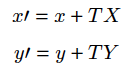 x′ = x + TX
y′ = y + TY